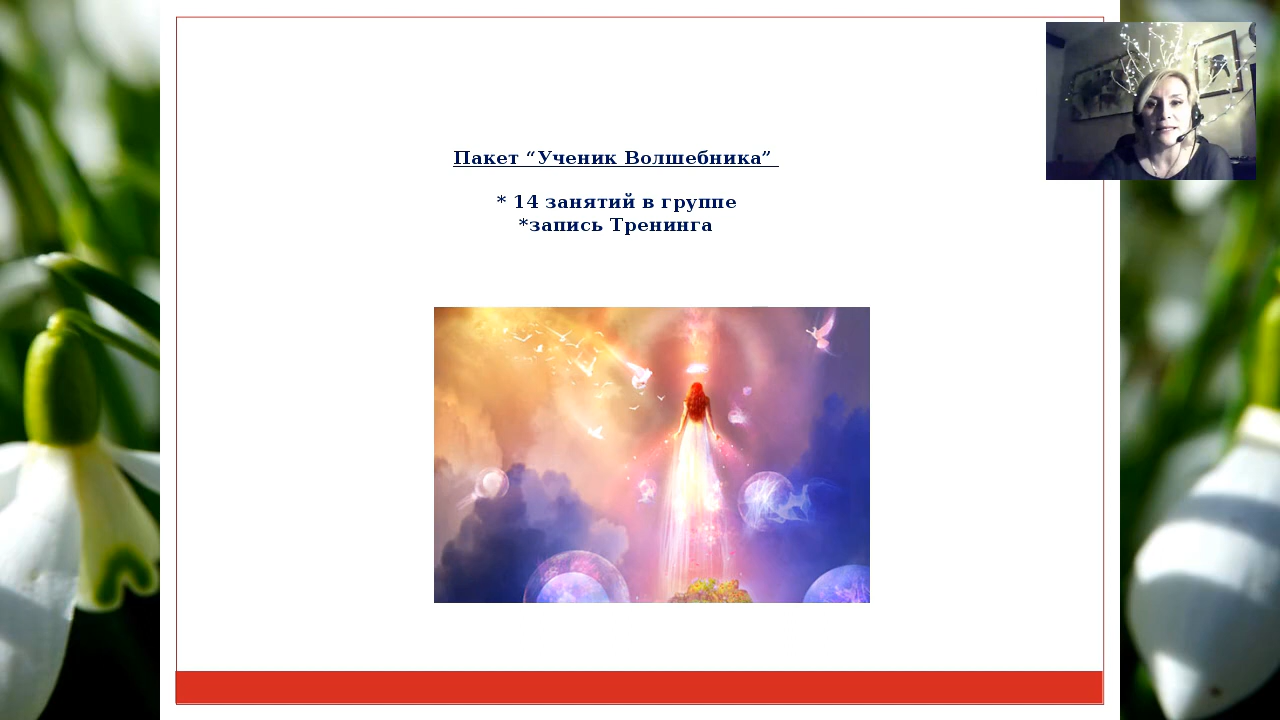 Пакет “Ученик Волшебника”
* 14 занятий в группе
*запись Тренинга